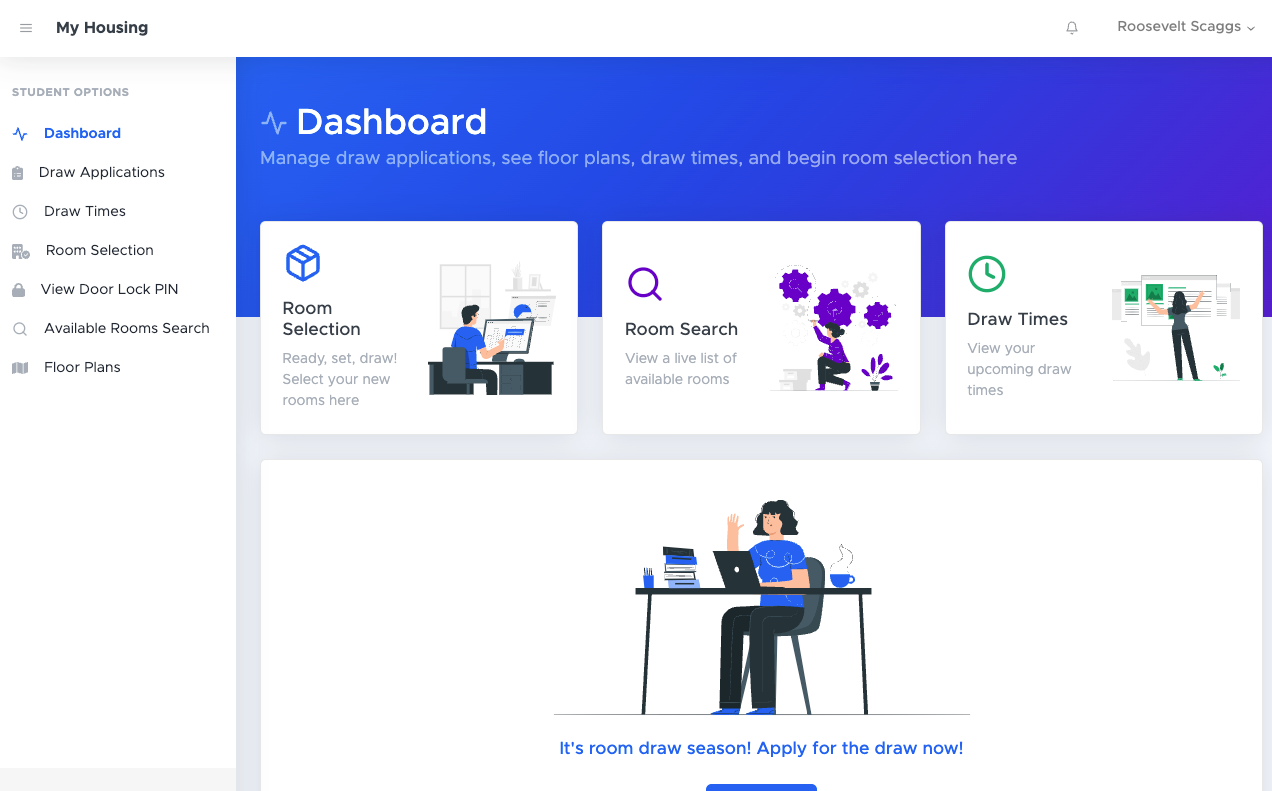 My Housing
Roosevelt Scaggs
STUDENT OPTIONS
Dashboard
Draw Applications
Draw Times
Room Selection
View Door Lock PIN
Available Rooms Search
Floor Plans
Dashboard
Manage draw applications, see floor plans, draw times, and begin room selection here
Room
Selection
Ready, set, draw!
Select your new
rooms here
Room Search
View a live list of
available rooms
Draw Times
View your
upcoming draw
times
It's room draw season! Apply for the draw now!